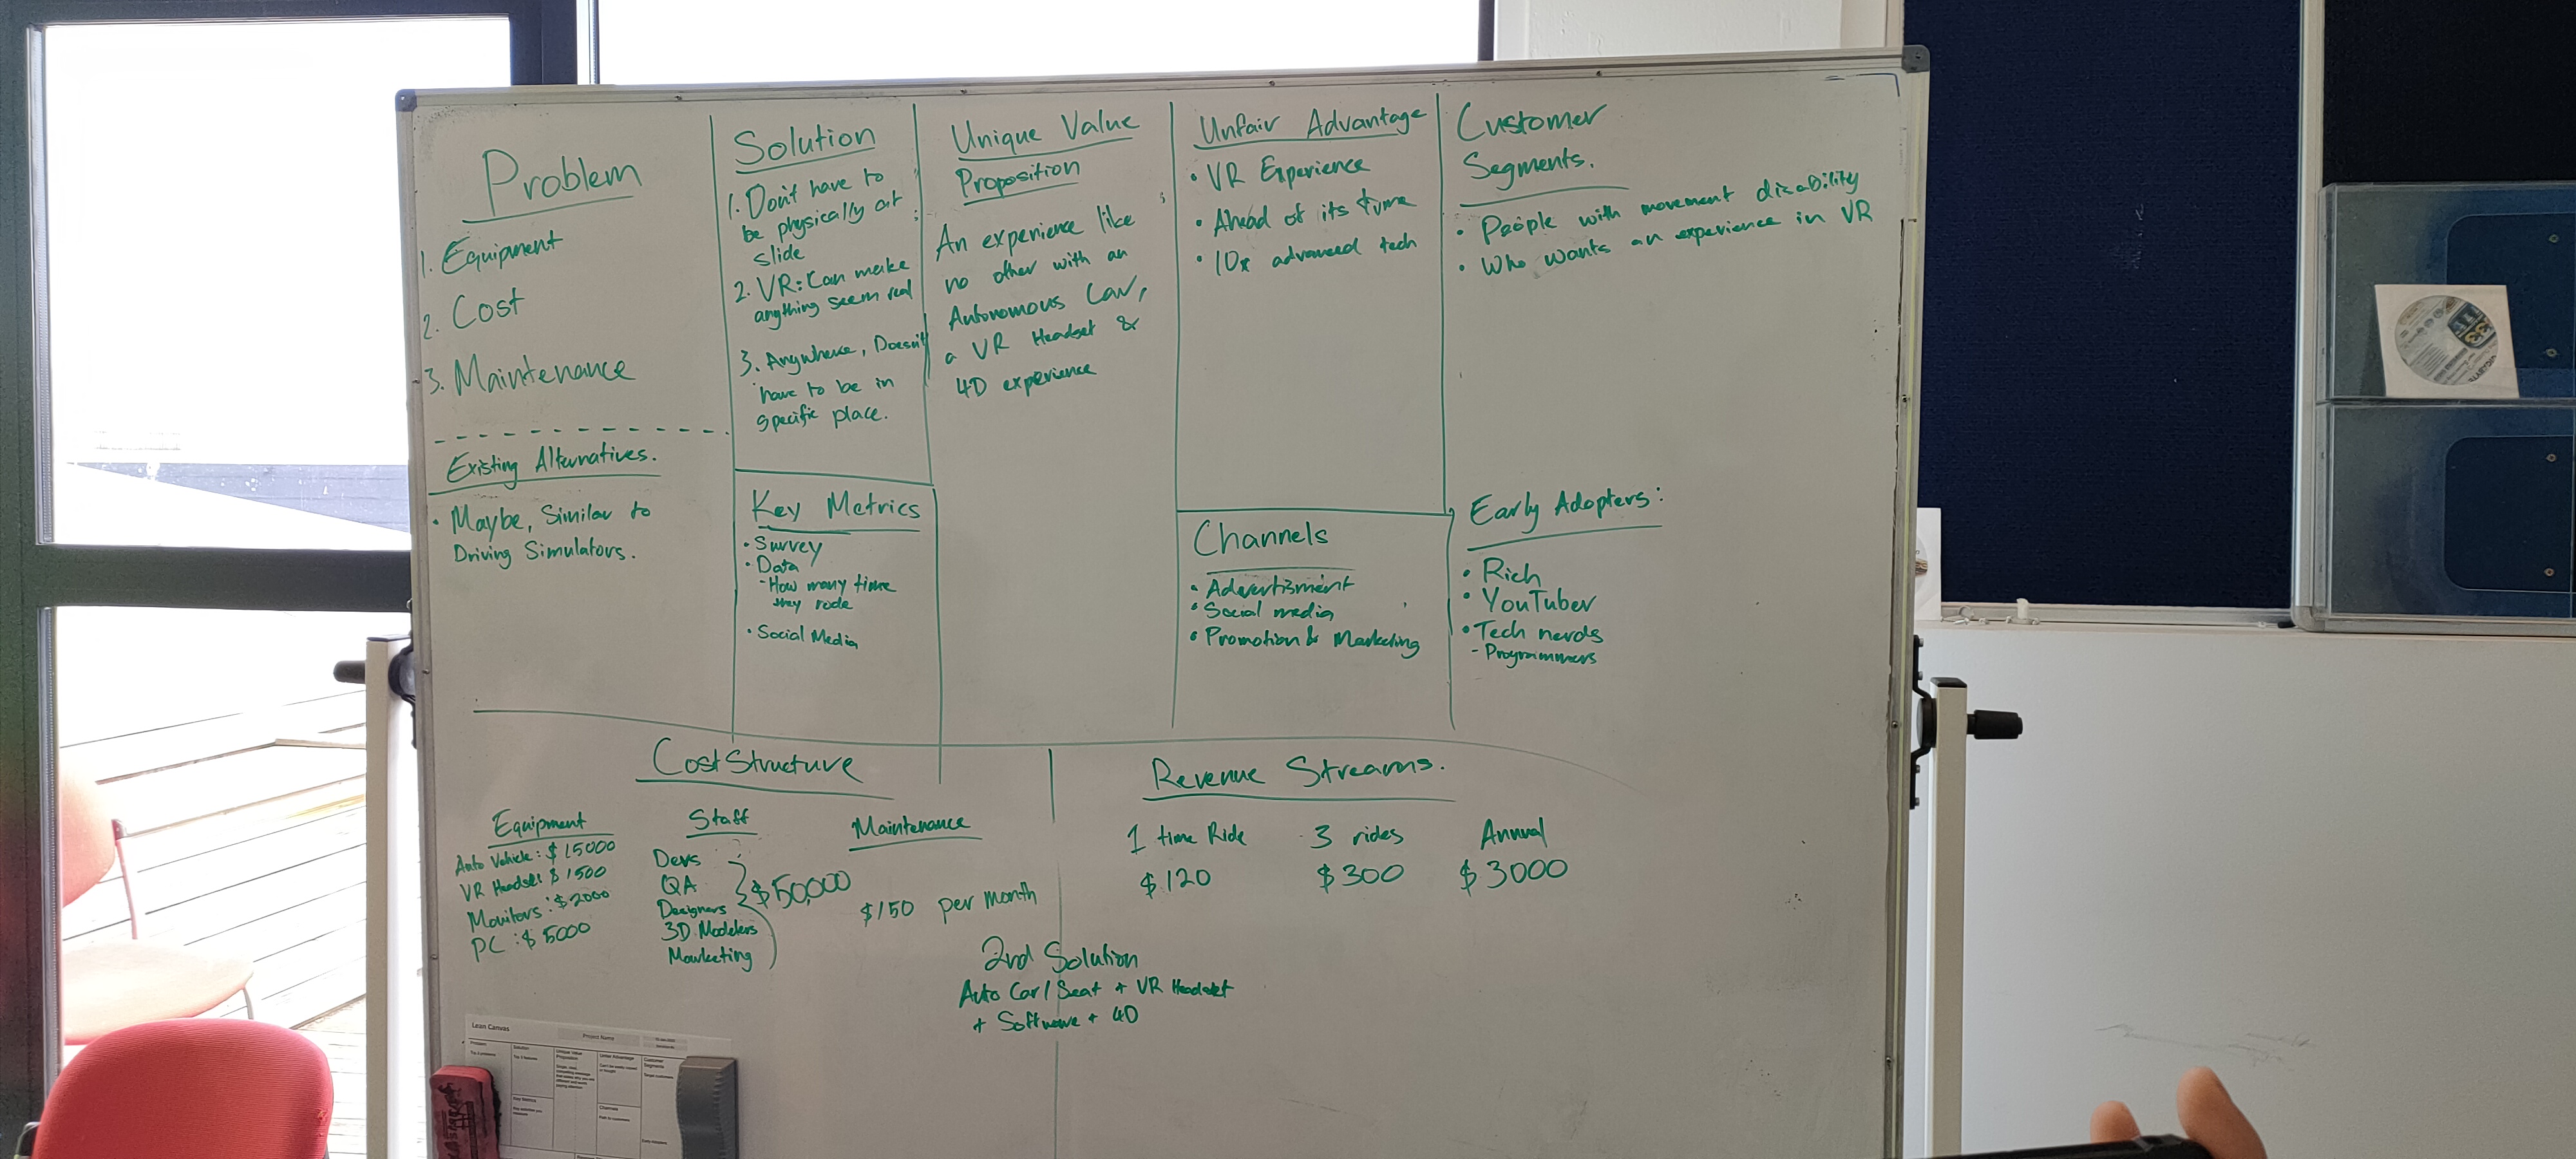 Problem
1. Equipment
2. Cost
3. Maintenance
Existing Alternatives.
• Maybe, Similar to
Driving Simulators.
Solution
1. Don't have to
be physically at
slide
2. VR: Can make
anything seem real
3. Anywhere, Doesn't
have to be in
specific place.
Key Metrics
• Survey
• Data
- How many time
they rode
• Social Media
Unique Value
Proposition
An experience like
no other with an
Autonomous Car,
a VR Headset &
4D experience
Unfair Advantage
• VR Experience
• Ahead of its time
• 10x advanced tech
Channels
• Advertisment
• Social media
• Promotion & Marketing
Customer
Segments.
• People with movement disability
• Who wants an experience in VR
Early Adopters:
• Rich
• YouTuber
• Tech nerds
- Programmers
Cost Structure
Equipment
Auto Vehicle: $15000
VR Headset $1500
Monitors: $2000
PC: $5000
Staff
Devs
QA
Designers
3D Modelers
Marketing
$50,000
Maintenance
$150 per month
Revenue Streams.
1 time Ride
$120
3 rides
$300
Annual
$3000
2nd Solution
Auto Car/Seat + VR Headset
+ Software + 4D
Lean Canvas
Project Name
Problem
Solution
Unique Value
Proposition
Unfair Advantage
Customer
Segments
Key Metrics
Channels